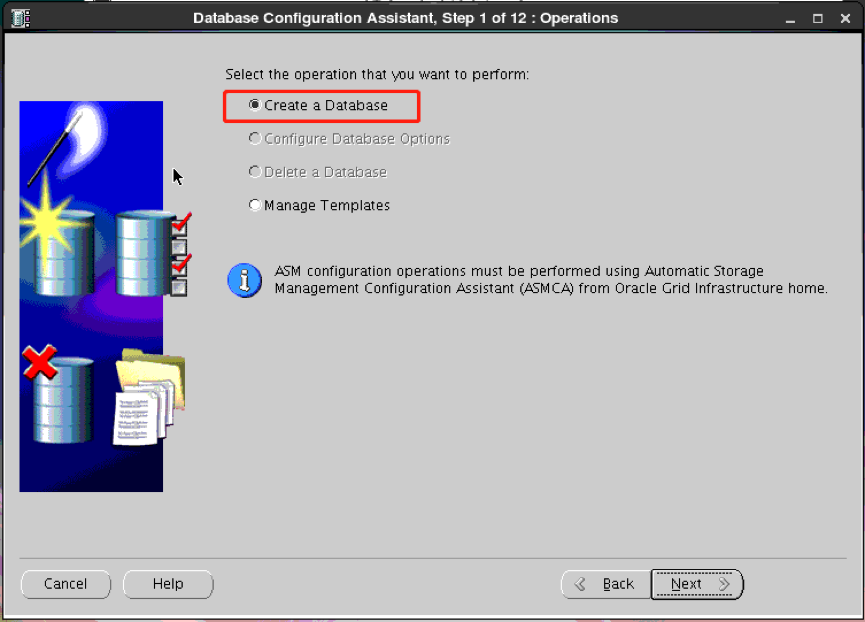 Database Configuration Assistant, Step 1 of 12 : Operations
Select the operation that you want to perform:
Create a Database
Configure Database Options
Delete a Database
Manage Templates
ASM configuration operations must be performed using Automatic Storage
Management Configuration Assistant (ASMCA) from Oracle Grid Infrastructure home.
Cancel
Help
Back
Next